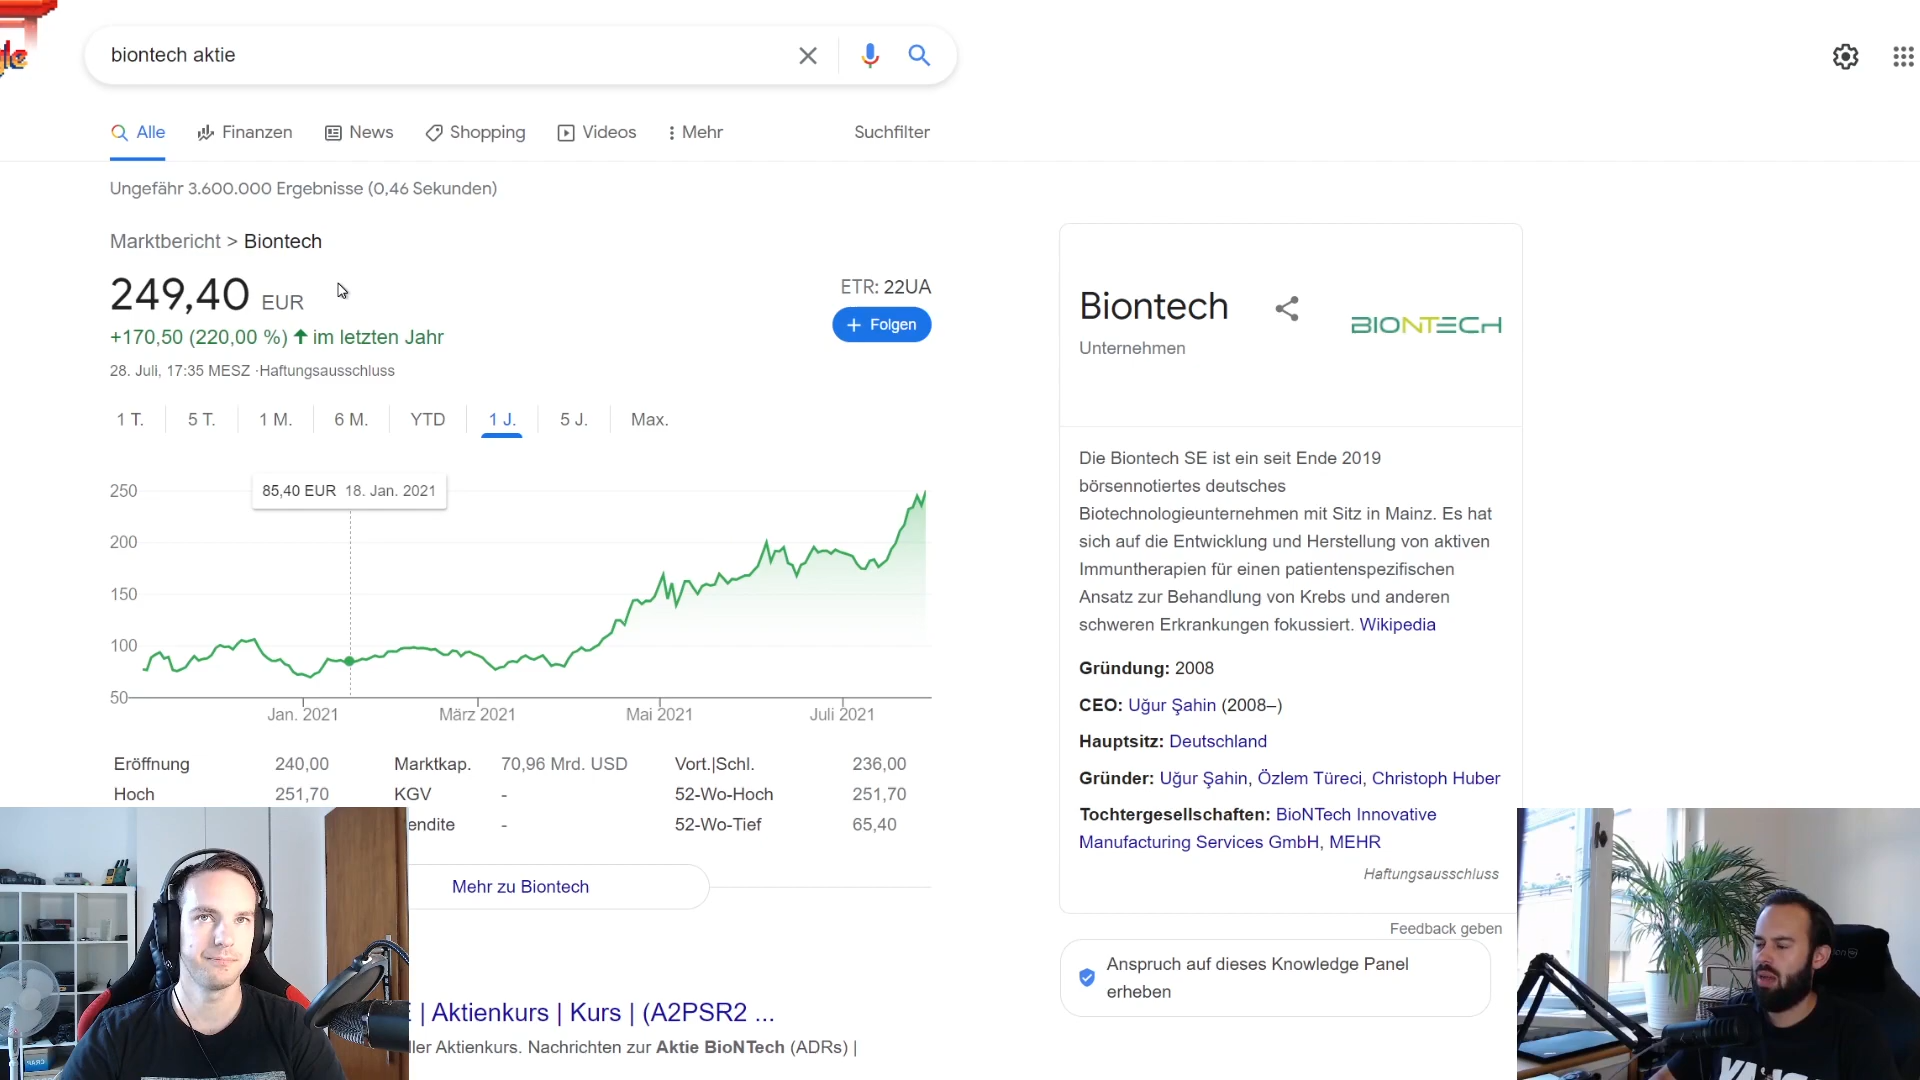 biontech aktie
Alle
Finanzen
News
Shopping
Videos
Mehr
Suchfilter
Ungefähr 3.600.000 Ergebnisse (0,46 Sekunden)
Marktbericht > Biontech
249,40 EUR
+170,50 (220,00 %) im letzten Jahr
28. Juli, 17:35 MESZ ·Haftungsausschluss
ETR: 22UA
+ Folgen
1 T.
5 T.
1 M.
6 M.
YTD
1 J.
5 J.
Max.
85,40 EUR 18. Jan. 2021
250
200
150
100
50
Jan. 2021
März 2021
Mai 2021
Juli 2021
Eröffnung 240,00
Hoch 251,70
Marktkap. 70,96 Mrd. USD
KGV -
endite -
Vort.|Schl. 236,00
52-Wo-Hoch 251,70
52-Wo-Tief 65,40
Mehr zu Biontech
| Aktienkurs | Kurs | (A2PSR2 ...
ller Aktienkurs. Nachrichten zur Aktie BioNTech (ADRs) |
Biontech
Unternehmen
BIONTECH
Die Biontech SE ist ein seit Ende 2019
börsennotiertes deutsches
Biotechnologieunternehmen mit Sitz in Mainz. Es hat
sich auf die Entwicklung und Herstellung von aktiven
Immuntherapien für einen patientenspezifischen
Ansatz zur Behandlung von Krebs und anderen
schweren Erkrankungen fokussiert. Wikipedia
Gründung: 2008
CEO: Uğur Şahin (2008–)
Hauptsitz: Deutschland
Gründer: Uğur Şahin, Özlem Türeci, Christoph Huber
Tochtergesellschaften: BioNTech Innovative
Manufacturing Services GmbH, MEHR
Haftungsausschluss
Feedback geben
Anspruch auf dieses Knowledge Panel
erheben